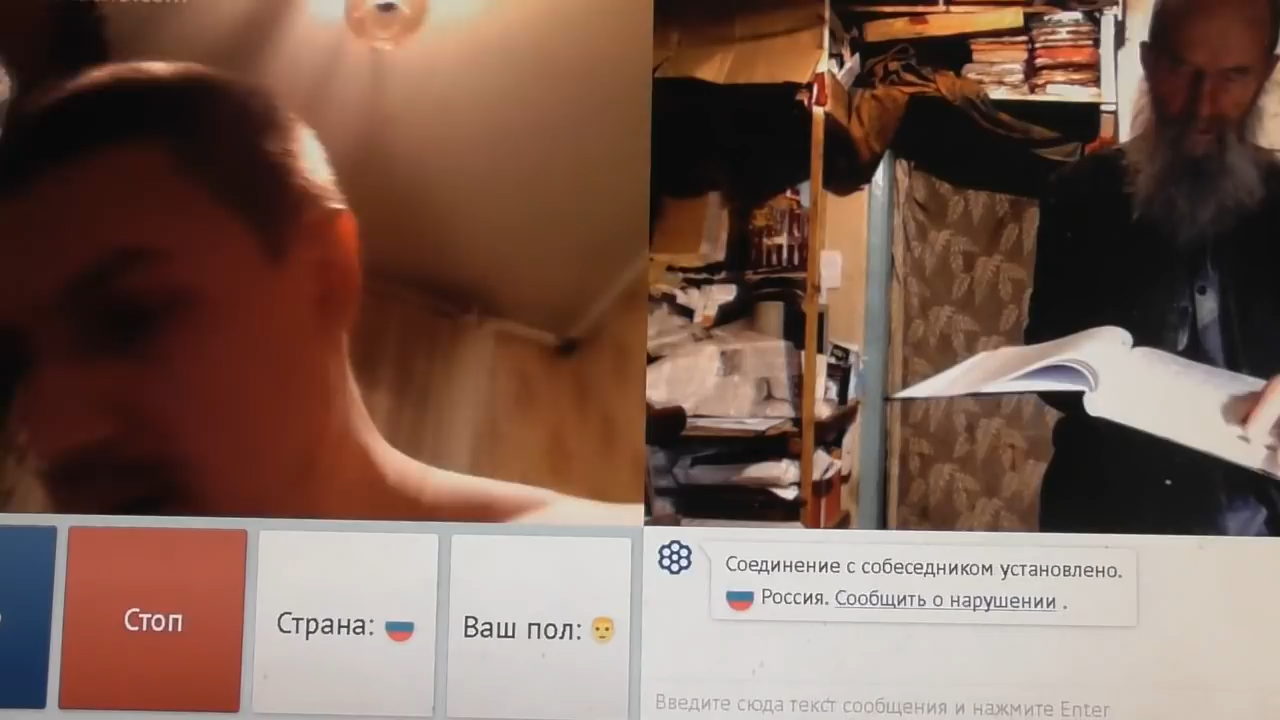 Стоп
Страна:
Ваш пол:
Соединение с собеседником установлено.
Россия. Сообщить о нарушении .
Введите сюда текст сообщения и нажмите Enter